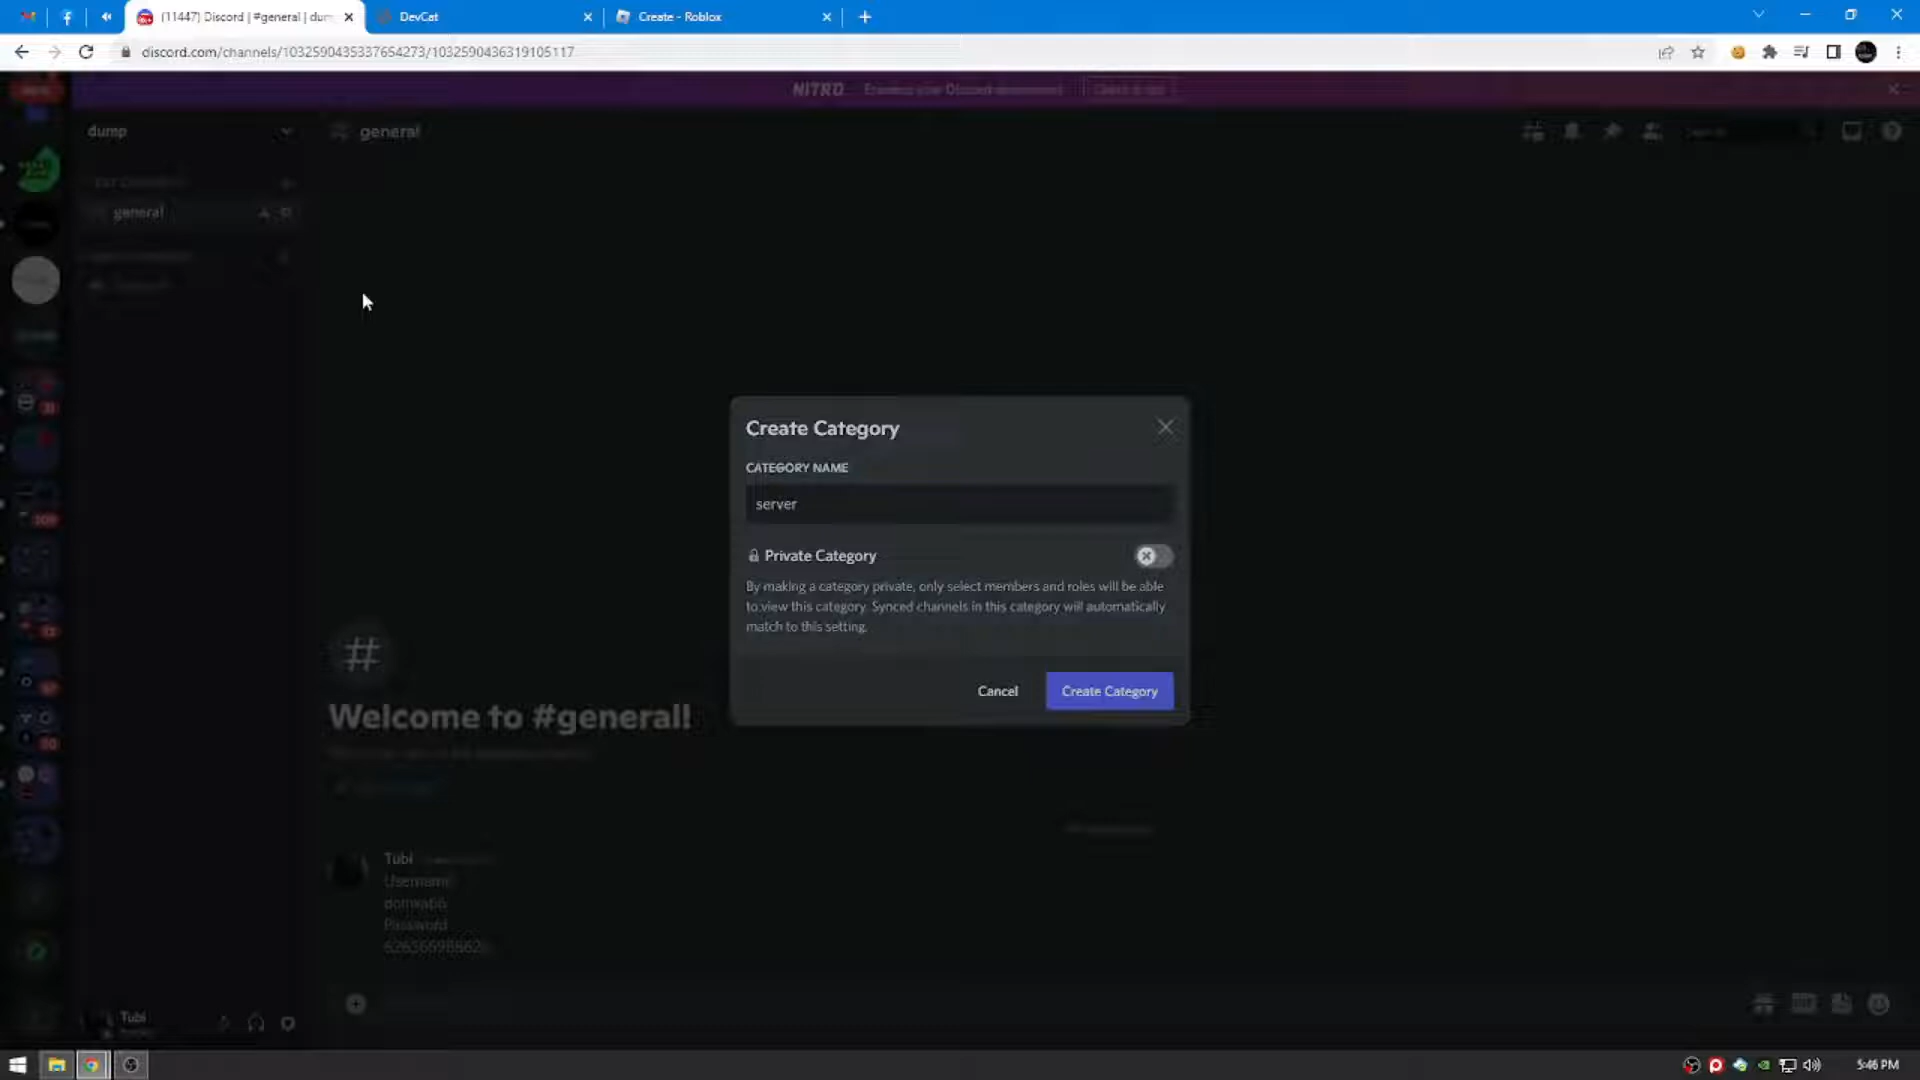 (11447) Discord | #general | dum
DevCat
Create - Roblox
discord.com/channels/1032590435337654273/1032590436319105117
NITRO
dump
general
general
Create Category
CATEGORY NAME
server
Private Category
By making a category private, only select members and roles will be able
to view this category. Synced channels in this category will automatically
match to this setting.
Cancel
Create Category
#
Welcome to #general!
Tubi
Username
Password
Tubi
5:46 PM